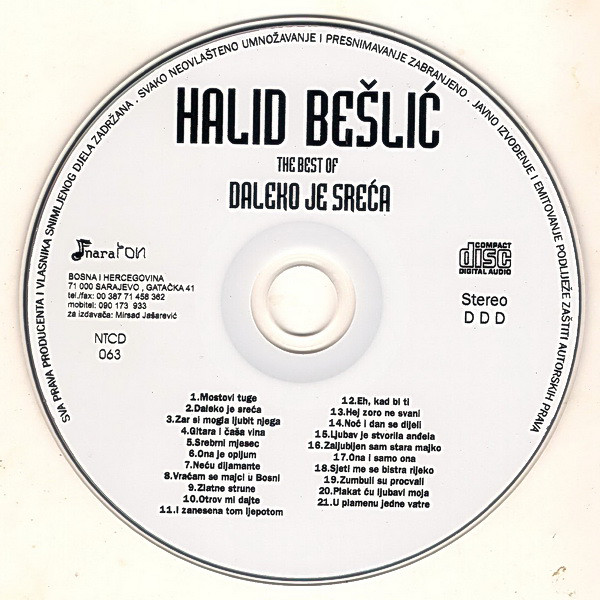 SVA PRAVA PRODUCENTA I VLASNIKA SNIMLJENOG DJELA ZADRŽANA . SVAKO NEOVLAŠTENO UMNOŽAVANJE I PRESNIMAVANJE ZABRANJENO . JAVNO IZVOĐENJE I EMITOVANJE PODLIJEŽE ZAŠTITI AUTORSKIH PRAVA
HALID BEŠLIĆ
THE BEST OF
DALEKO JE SREĆA
naraton
BOSNA I HERCEGOVINA
71 000 SARAJEVO , GATAČKA 41
tel./fax: 00 387 71 458 362
mobitel: 090 173 933
za izdavača: Mirsad Jašarević
NTCD
063
COMPACT
disc
DIGITAL AUDIO
Stereo
D D D
1.Mostovi tuge
2.Daleko je sreća
3.Zar si mogla ljubit njega
4.Gitara i čaša vina
5.Srebrni mjesec
6.Ona je opijum
7.Neću dijamante
8.Vraćam se majci u Bosni
9.Zlatne strune
10.Otrov mi dajte
11.I zanesena tom ljepotom
12.Eh, kad bi ti
13.Hej zoro ne svani
14.Noć i dan se dijeli
15.Ljubav je stvorila anđela
16.Zaljubljen sam stara majko
17.Ona i samo ona
18.Sjeti me se bistra rijeko
19.Zumbuli su procvali
20.Plakat ću ljubavi moja
21.U plamenu jedne vatre